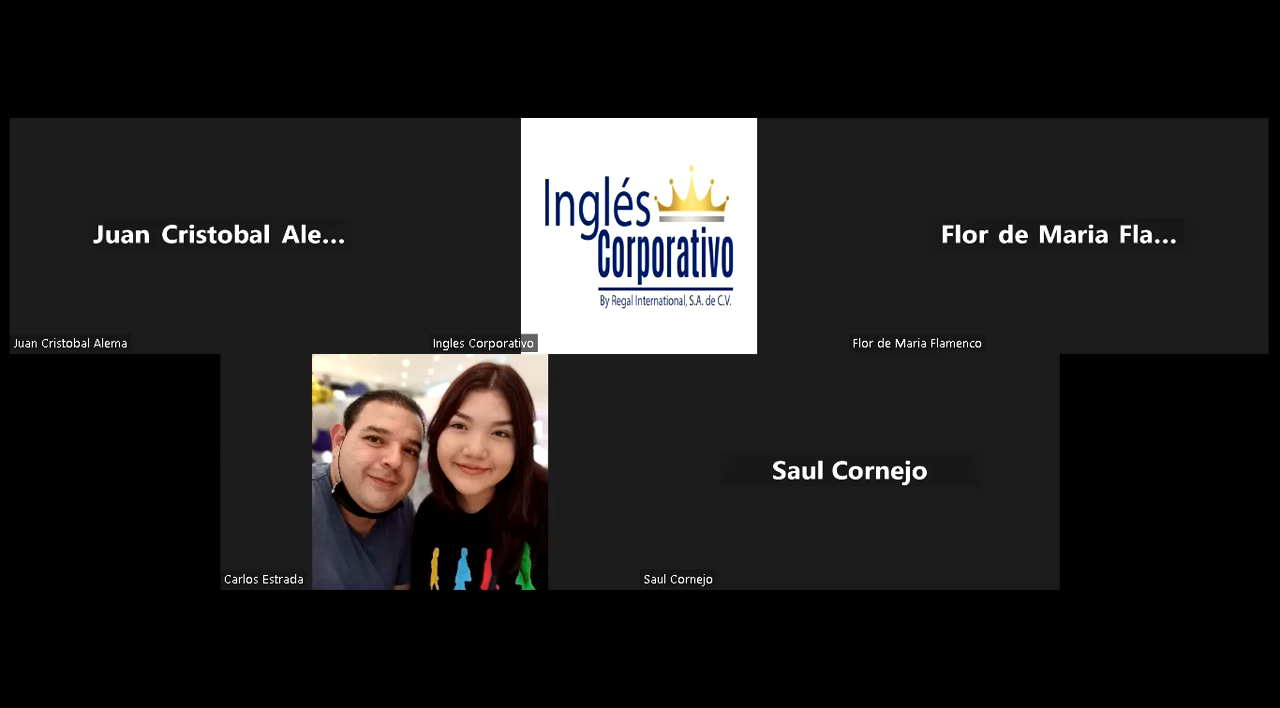 Juan Cristobal Ale...
Juan Cristobal Alema
Inglés
Corporativo
By Regal International, S.A. de C.V.
Ingles Corporativo
Flor de Maria Fla...
Flor de Maria Flamenco
Carlos Estrada
Saul Cornejo
Saul Cornejo